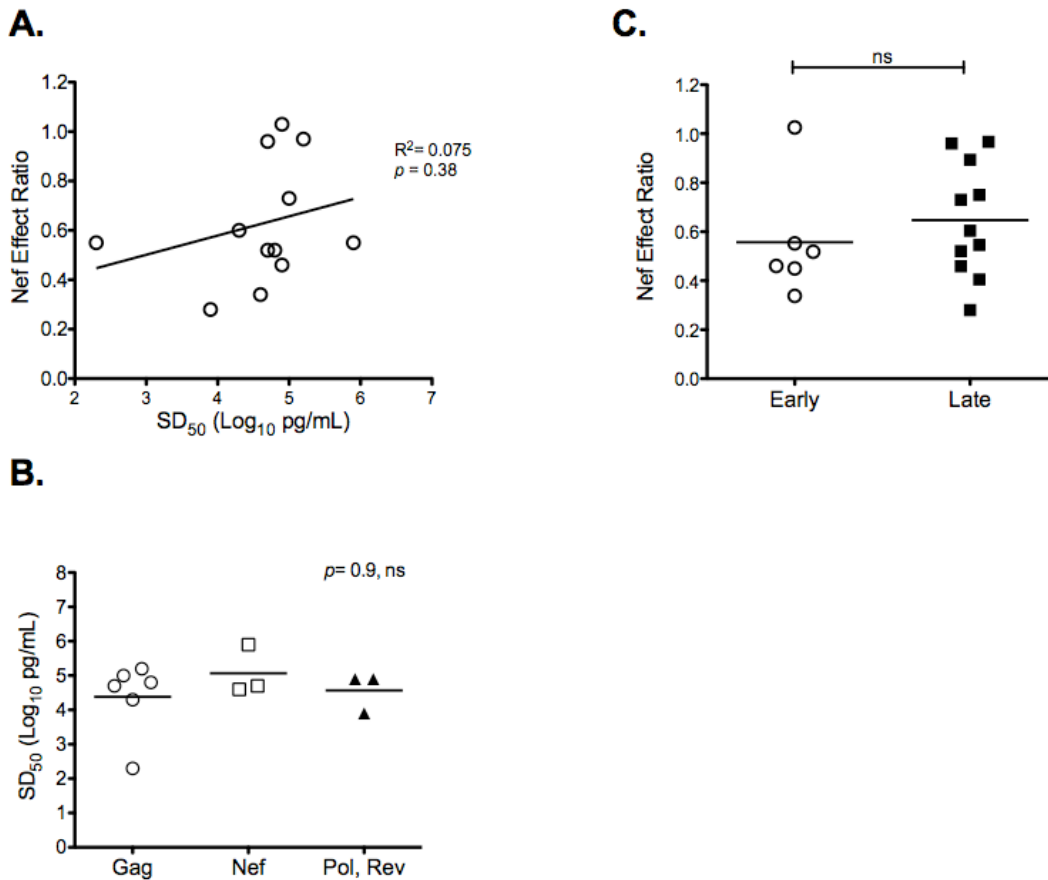 A.
1.2
1.0
0.8
0.6
0.4
0.2
0.0
Nef Effect Ratio
R²= 0.075
p = 0.38
2 3 4 5 6 7
SD₅₀ (Log₁₀ pg/mL)
C.
ns
1.2
1.0
0.8
0.6
0.4
0.2
0.0
Nef Effect Ratio
Early Late
B.
p= 0.9, ns
8
7
6
5
4
3
2
1
0
SD₅₀ (Log₁₀ pg/mL)
Gag Nef Pol, Rev